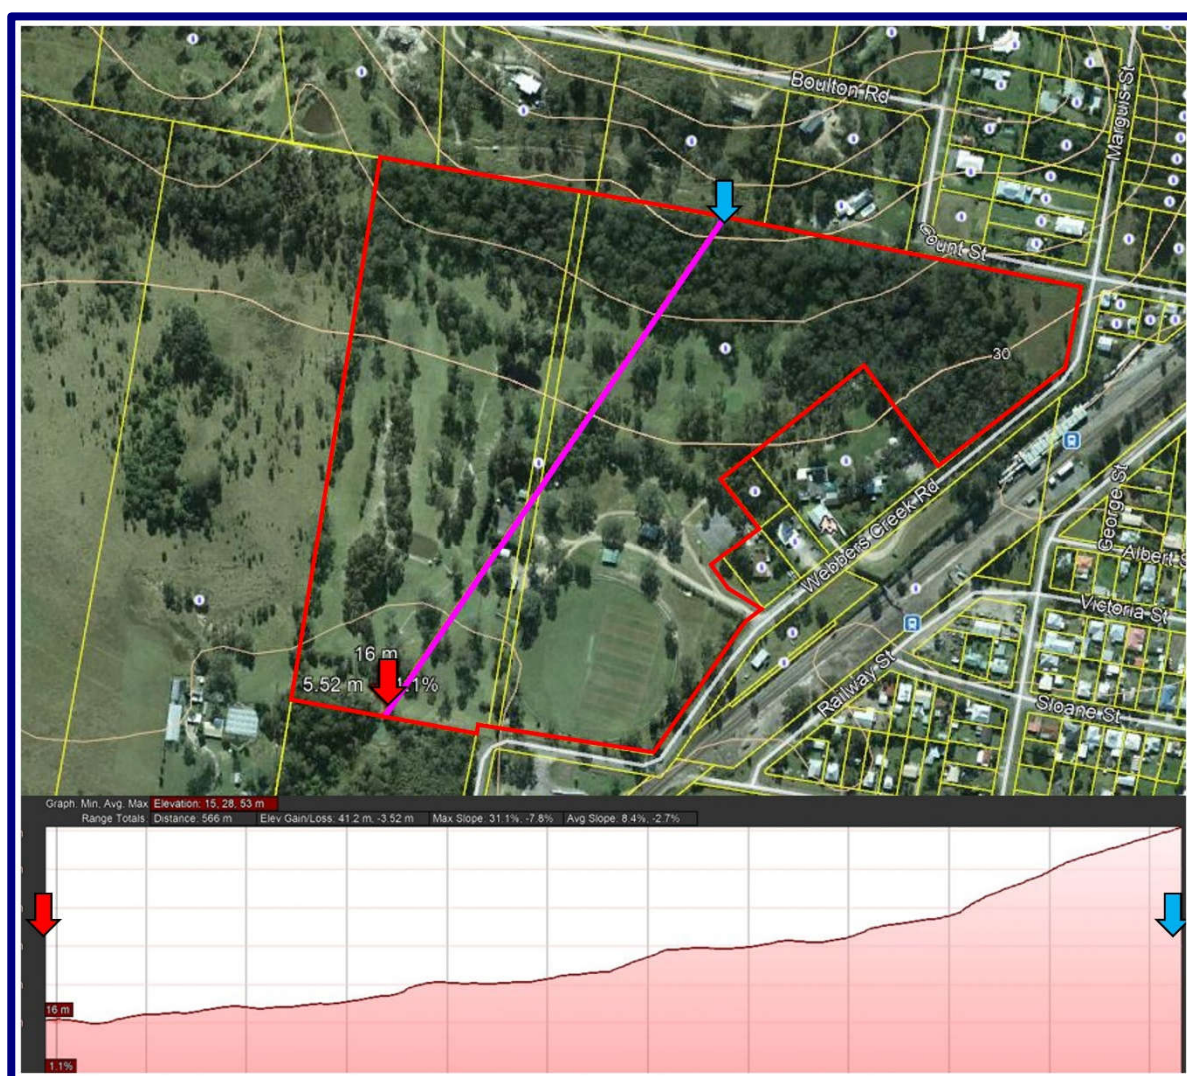 Boulton Rd
Marquis St
Count St
30
Webbers Creek Rd
George St
Albert S
Victoria St
Railway St
Sloane St
16 m
5.52 m
.1%
Graph: Min, Avg, Max Elevation: 15, 28, 53 m
Range Totals: Distance: 566 m Elev Gain/Loss: 41.2 m, -3.52 m Max Slope: 31.1%, -7.8% Avg Slope: 8.4%, -2.7%
16 m
1.1%